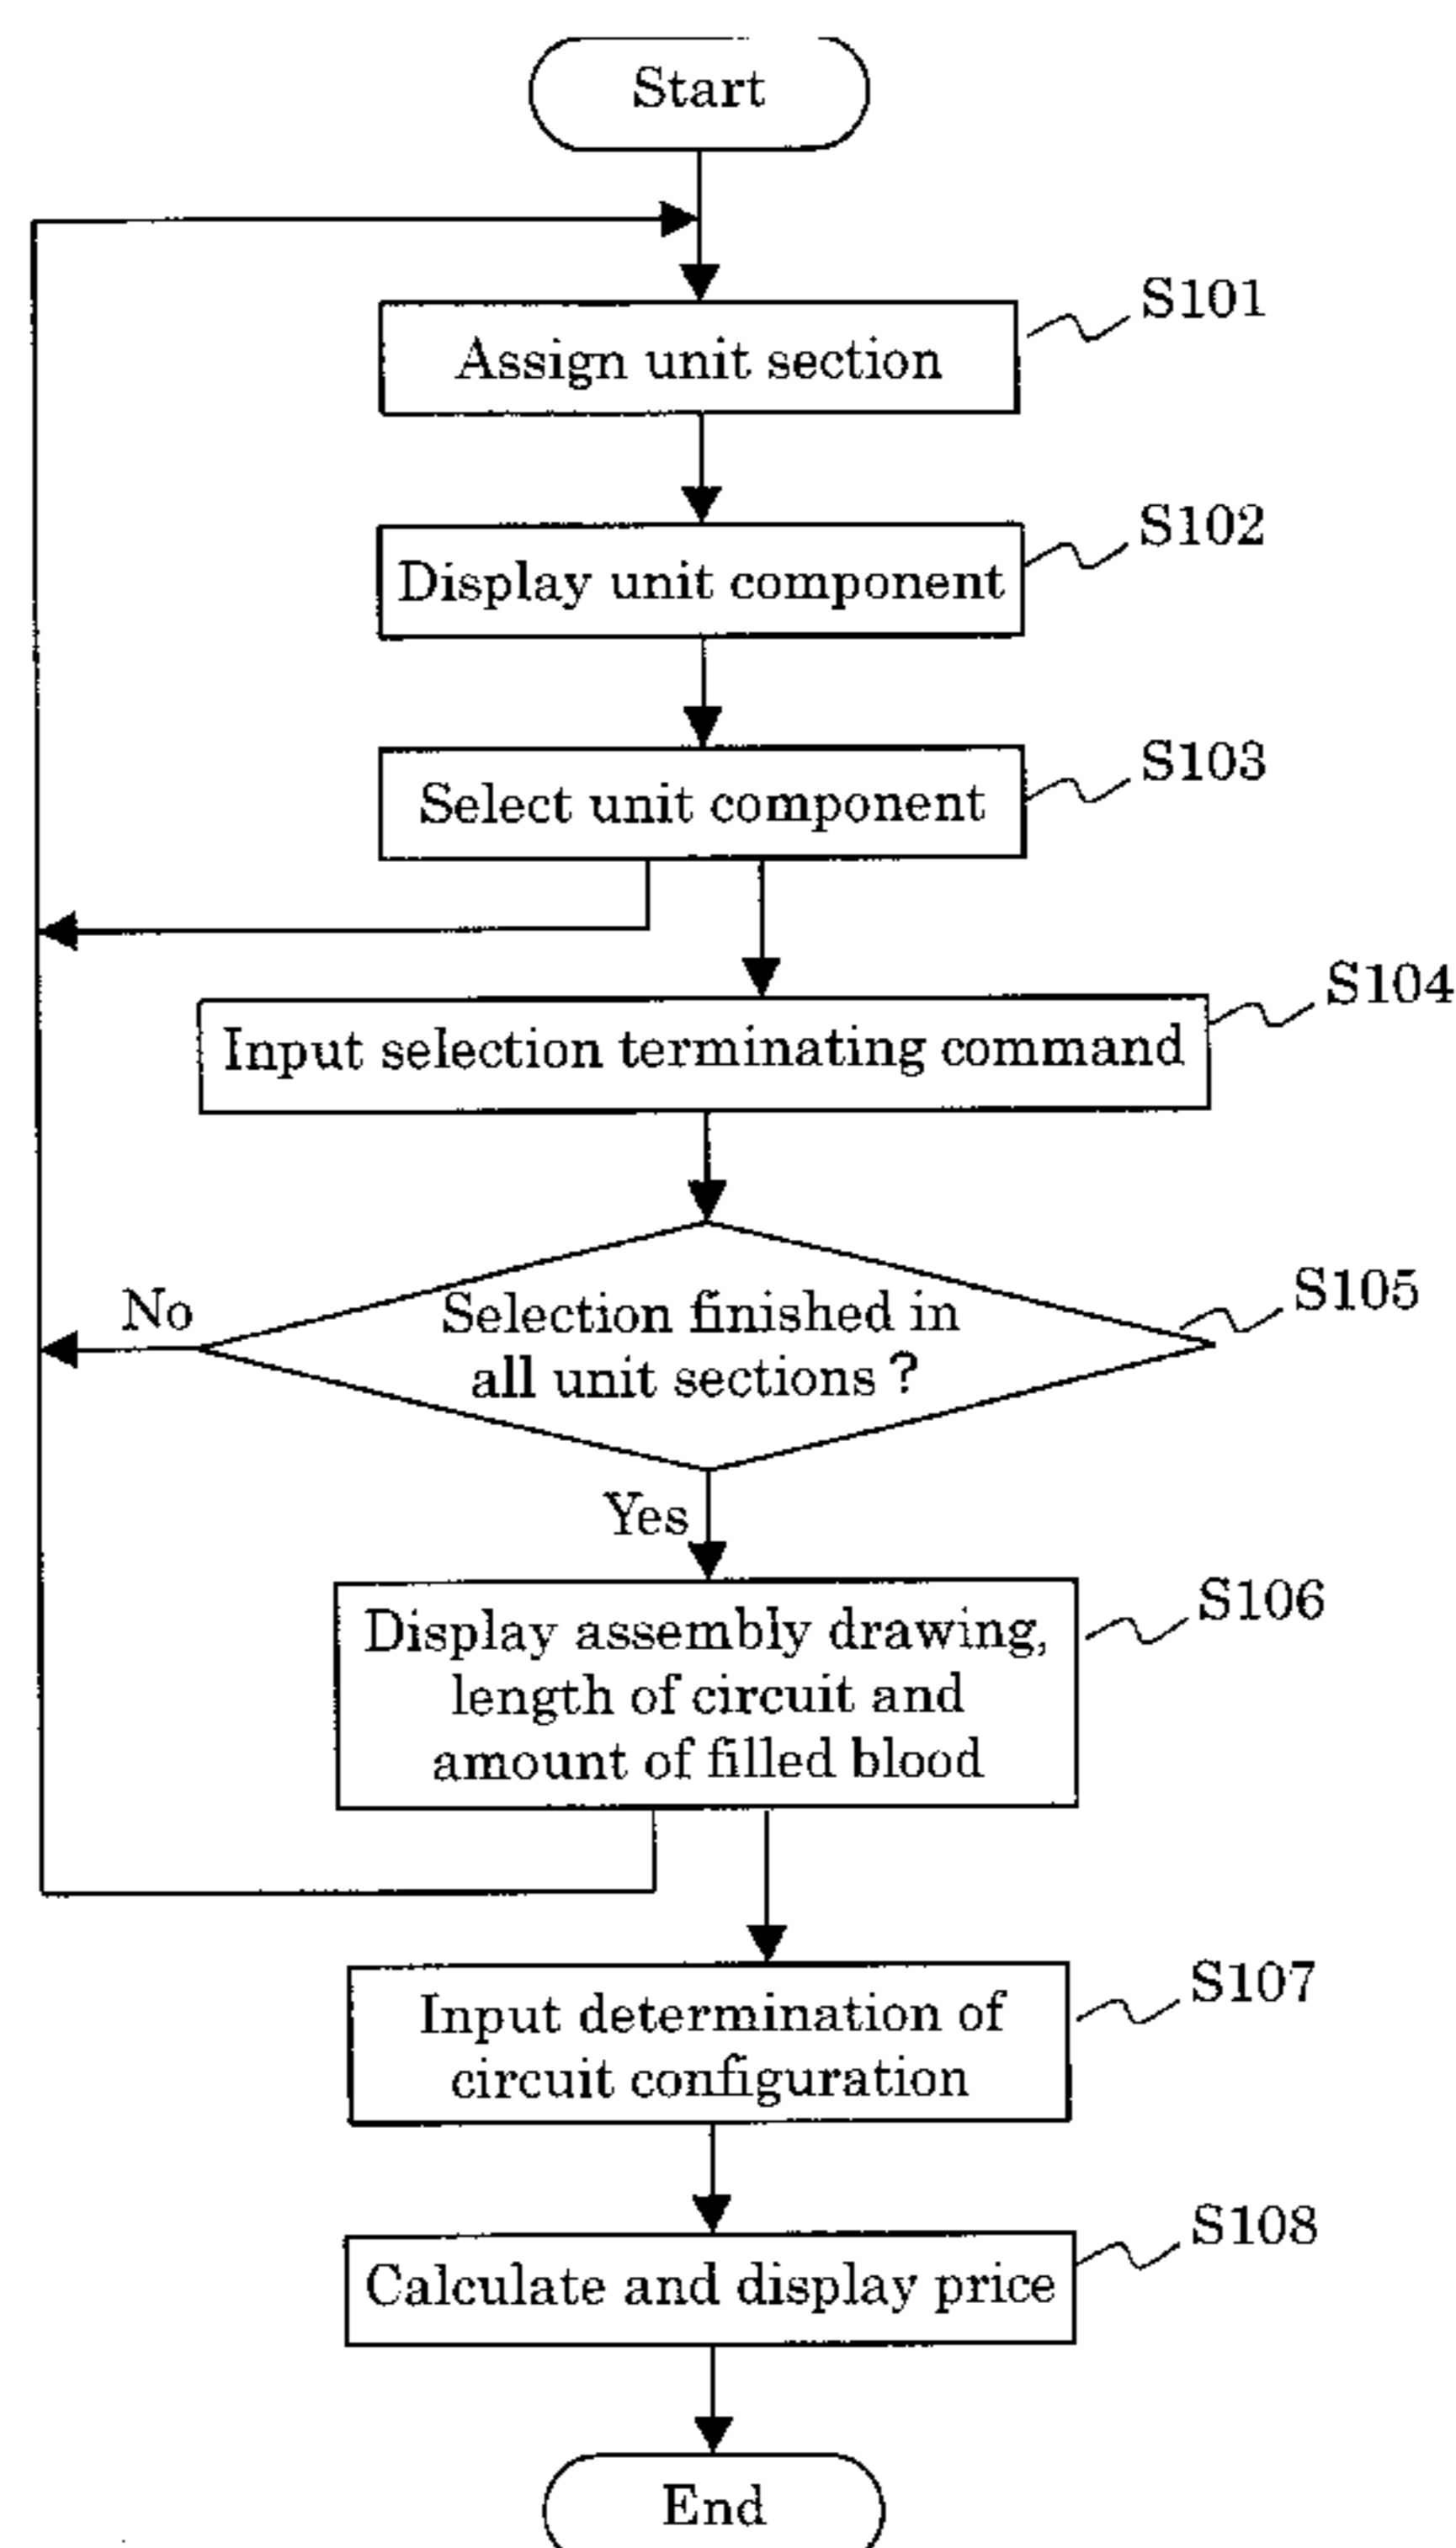 Start
S101
Assign unit section
S102
Display unit component
S103
Select unit component
S104
Input selection terminating command
S105
No
Selection finished in
all unit sections ?
Yes
S106
Display assembly drawing,
length of circuit and
amount of filled blood
S107
Input determination of
circuit configuration
S108
Calculate and display price
End